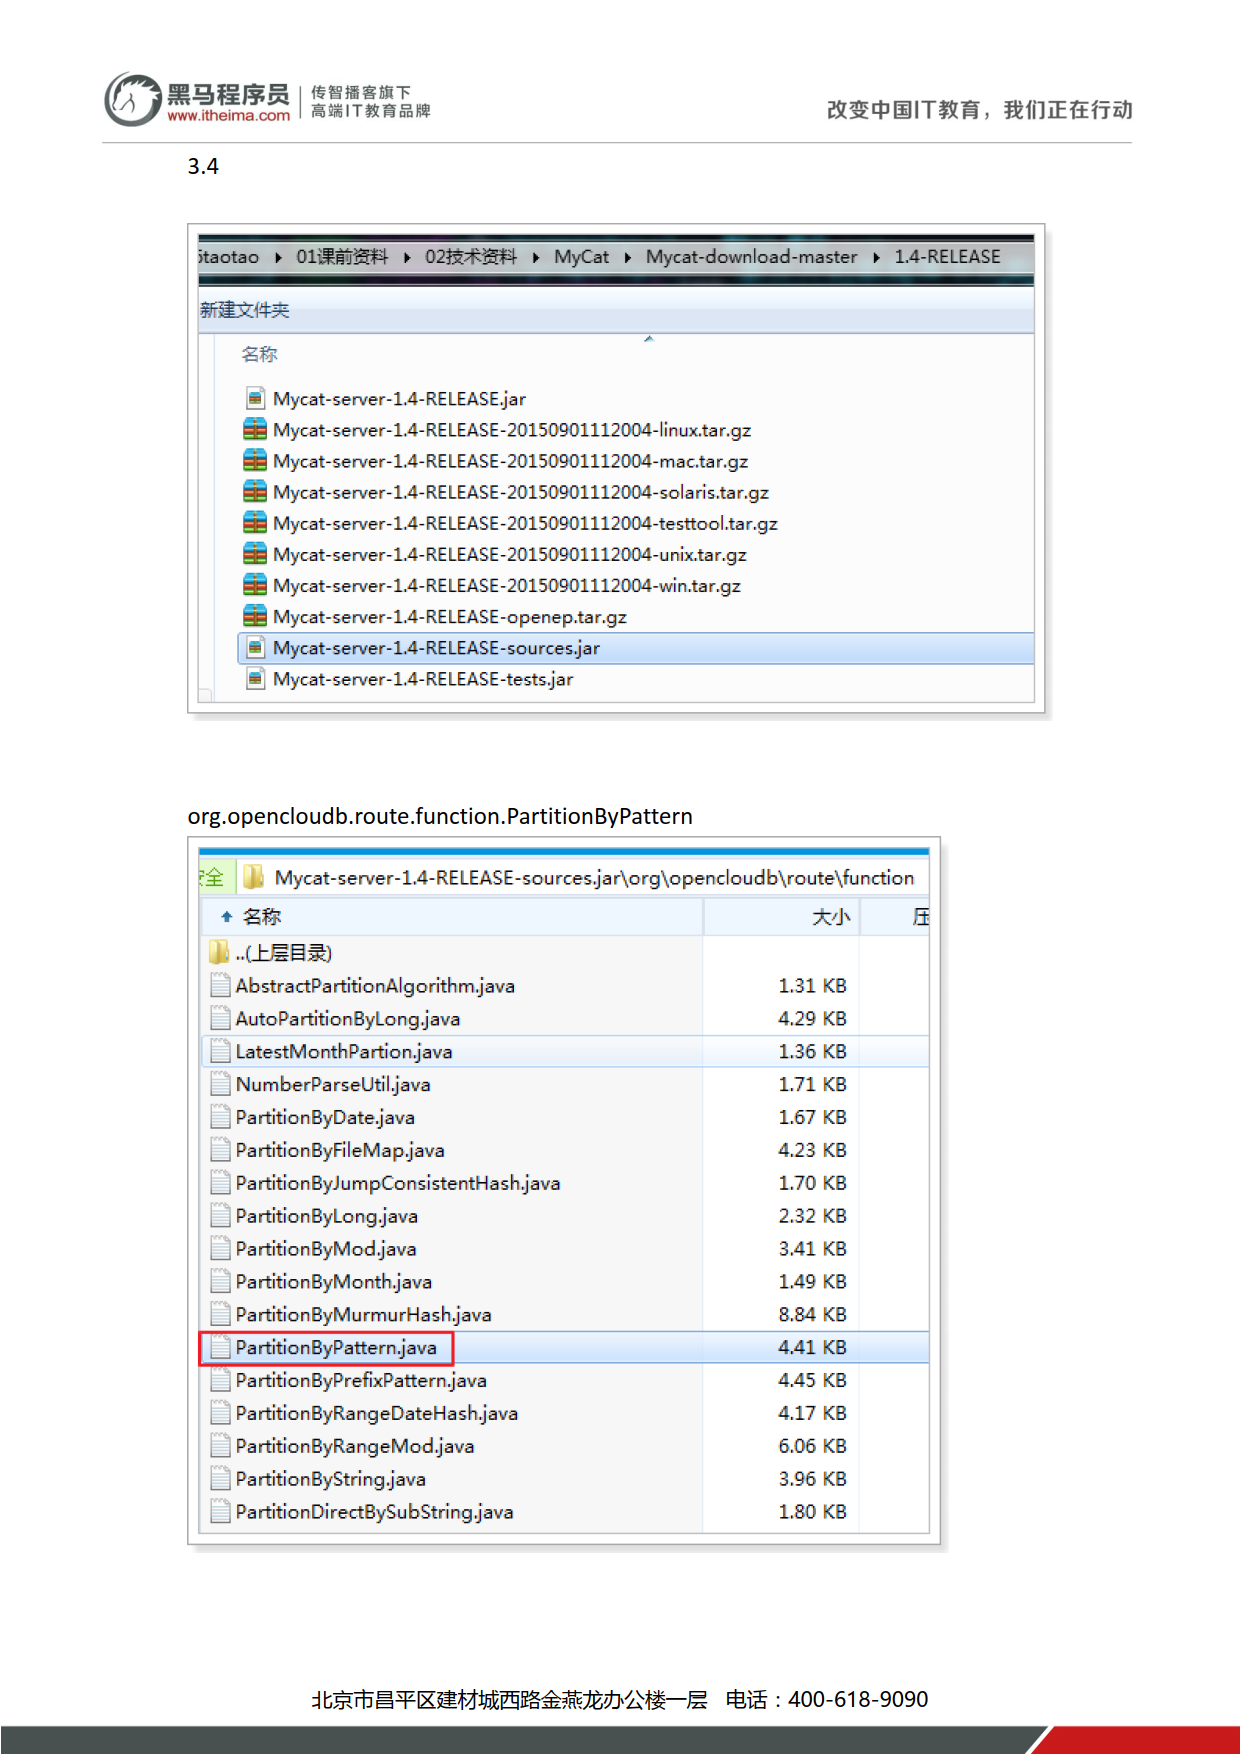 黑马程序员
www.itheima.com
传智播客旗下
高端IT教育品牌
改变中国IT教育，我们正在行动
3.4
taotao ▸ 01课前资料 ▸ 02技术资料 ▸ MyCat ▸ Mycat-download-master ▸ 1.4-RELEASE
新建文件夹
名称
Mycat-server-1.4-RELEASE.jar
Mycat-server-1.4-RELEASE-20150901112004-linux.tar.gz
Mycat-server-1.4-RELEASE-20150901112004-mac.tar.gz
Mycat-server-1.4-RELEASE-20150901112004-solaris.tar.gz
Mycat-server-1.4-RELEASE-20150901112004-testtool.tar.gz
Mycat-server-1.4-RELEASE-20150901112004-unix.tar.gz
Mycat-server-1.4-RELEASE-20150901112004-win.tar.gz
Mycat-server-1.4-RELEASE-openep.tar.gz
Mycat-server-1.4-RELEASE-sources.jar
Mycat-server-1.4-RELEASE-tests.jar
org.opencloudb.route.function.PartitionByPattern
安全 Mycat-server-1.4-RELEASE-sources.jar\org\opencloudb\route\function
名称 大小 压
..(上层目录)
AbstractPartitionAlgorithm.java 1.31 KB
AutoPartitionByLong.java 4.29 KB
LatestMonthPartion.java 1.36 KB
NumberParseUtil.java 1.71 KB
PartitionByDate.java 1.67 KB
PartitionByFileMap.java 4.23 KB
PartitionByJumpConsistentHash.java 1.70 KB
PartitionByLong.java 2.32 KB
PartitionByMod.java 3.41 KB
PartitionByMonth.java 1.49 KB
PartitionByMurmurHash.java 8.84 KB
PartitionByPattern.java 4.41 KB
PartitionByPrefixPattern.java 4.45 KB
PartitionByRangeDateHash.java 4.17 KB
PartitionByRangeMod.java 6.06 KB
PartitionByString.java 3.96 KB
PartitionDirectBySubString.java 1.80 KB
北京市昌平区建材城西路金燕龙办公楼一层 电话：400-618-9090